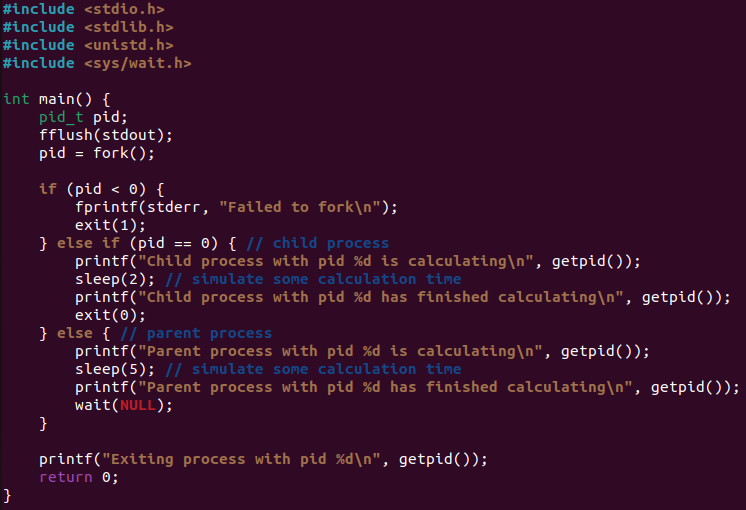 #include <stdio.h>
#include <stdlib.h>
#include <unistd.h>
#include <sys/wait.h>

int main() {
    pid_t pid;
    fflush(stdout);
    pid = fork();

    if (pid < 0) {
        fprintf(stderr, "Failed to fork\n");
        exit(1);
    } else if (pid == 0) { // child process
        printf("Child process with pid %d is calculating\n", getpid());
        sleep(2); // simulate some calculation time
        printf("Child process with pid %d has finished calculating\n", getpid());
        exit(0);
    } else { // parent process
        printf("Parent process with pid %d is calculating\n", getpid());
        sleep(5); // simulate some calculation time
        printf("Parent process with pid %d has finished calculating\n", getpid());
        wait(NULL);
    }

    printf("Exiting process with pid %d\n", getpid());
    return 0;
}